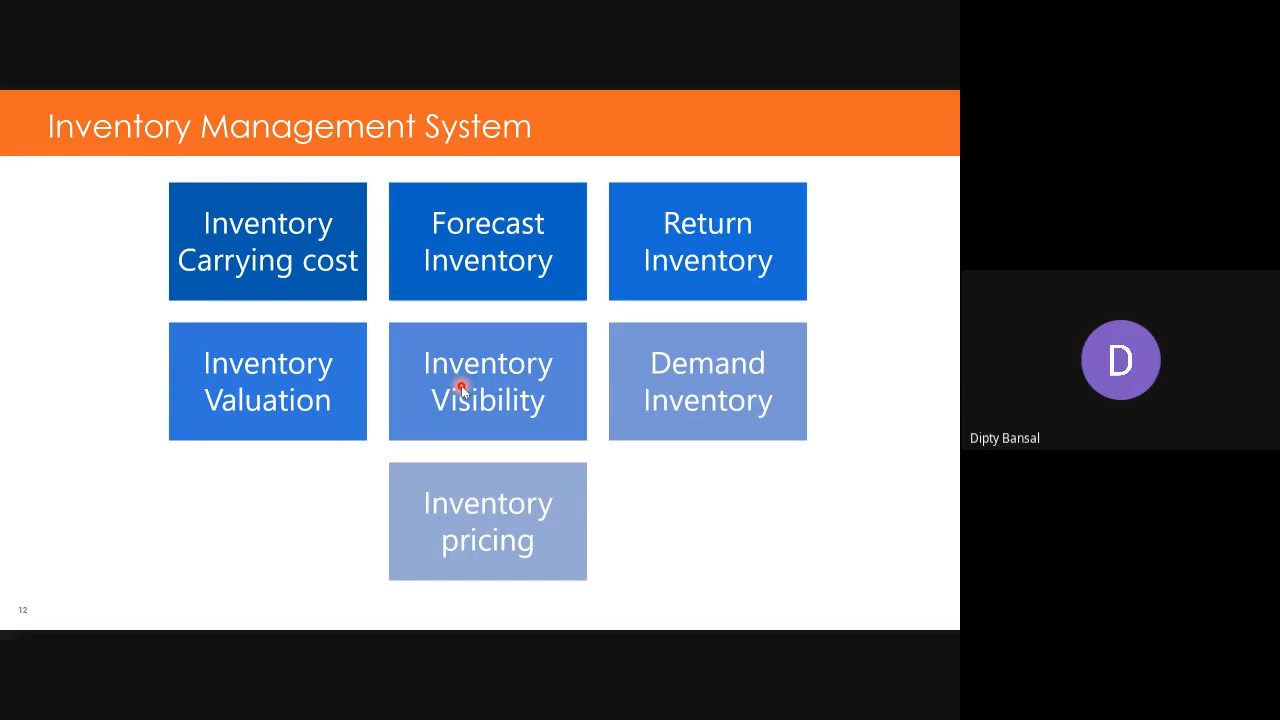 Inventory Management System
Inventory
Carrying cost
Forecast
Inventory
Return
Inventory
Inventory
Valuation
Inventory
Visibility
Demand
Inventory
Inventory
pricing
12
D
Dipty Bansal